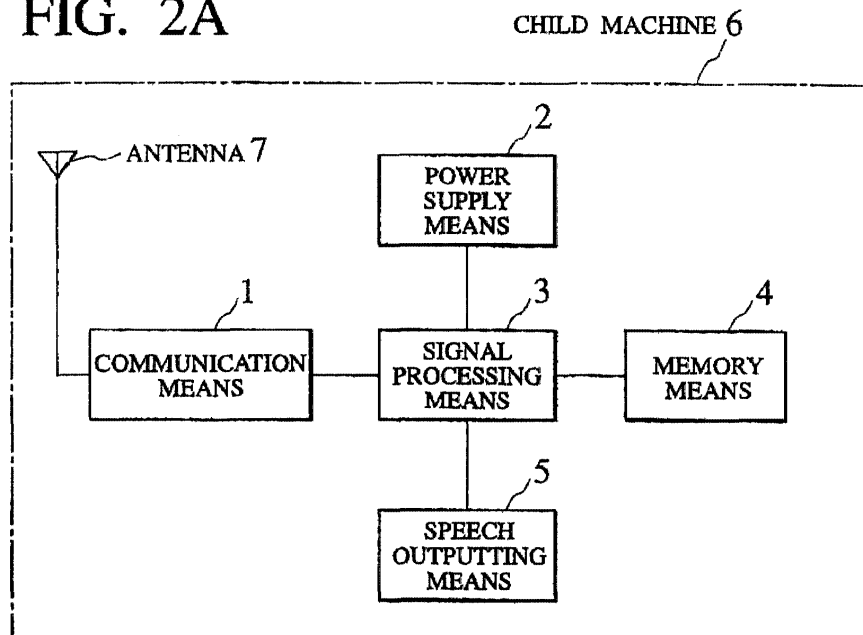 FIG. 2A
CHILD MACHINE 6
ANTENNA 7
2
POWER
SUPPLY
MEANS
1
COMMUNICATION
MEANS
3
SIGNAL
PROCESSING
MEANS
4
MEMORY
MEANS
5
SPEECH
OUTPUTTING
MEANS